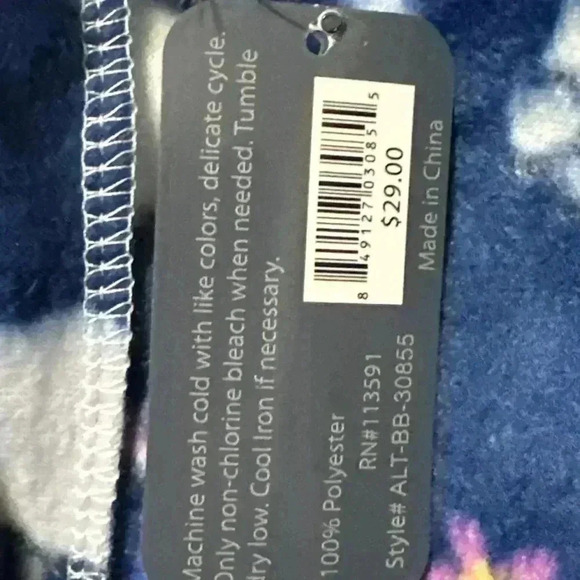 Machine wash cold with like colors, delicate cycle.
Only non-chlorine bleach when needed. Tumble
dry low. Cool Iron if necessary.
100% Polyester
RN#113591
Style# ALT-BB-30855
8 49127 03085 5
$29.00
Made in China